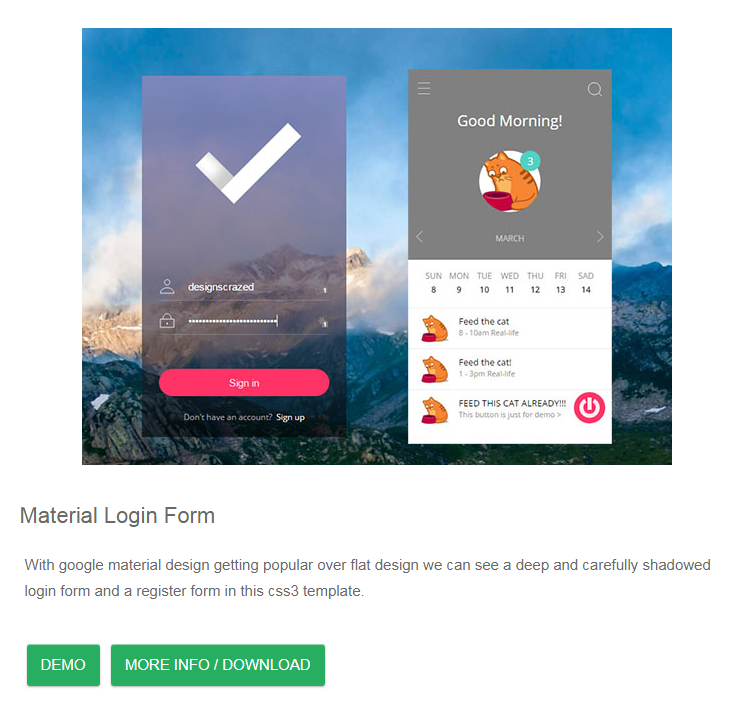 designscrazed
1
•••••••••••••••••••••••••
1
Sign in
Don't have an account? Sign up
Good Morning!
3
MARCH
SUN MON TUE WED THU FRI SAD
8 9 10 11 12 13 14
Feed the cat
8 - 10am Real-life
Feed the cat!
1 - 3pm Real-life
FEED THIS CAT ALREADY!!!
This button is just for demo >
Material Login Form
With google material design getting popular over flat design we can see a deep and carefully shadowed
login form and a register form in this css3 template.
DEMO
MORE INFO / DOWNLOAD